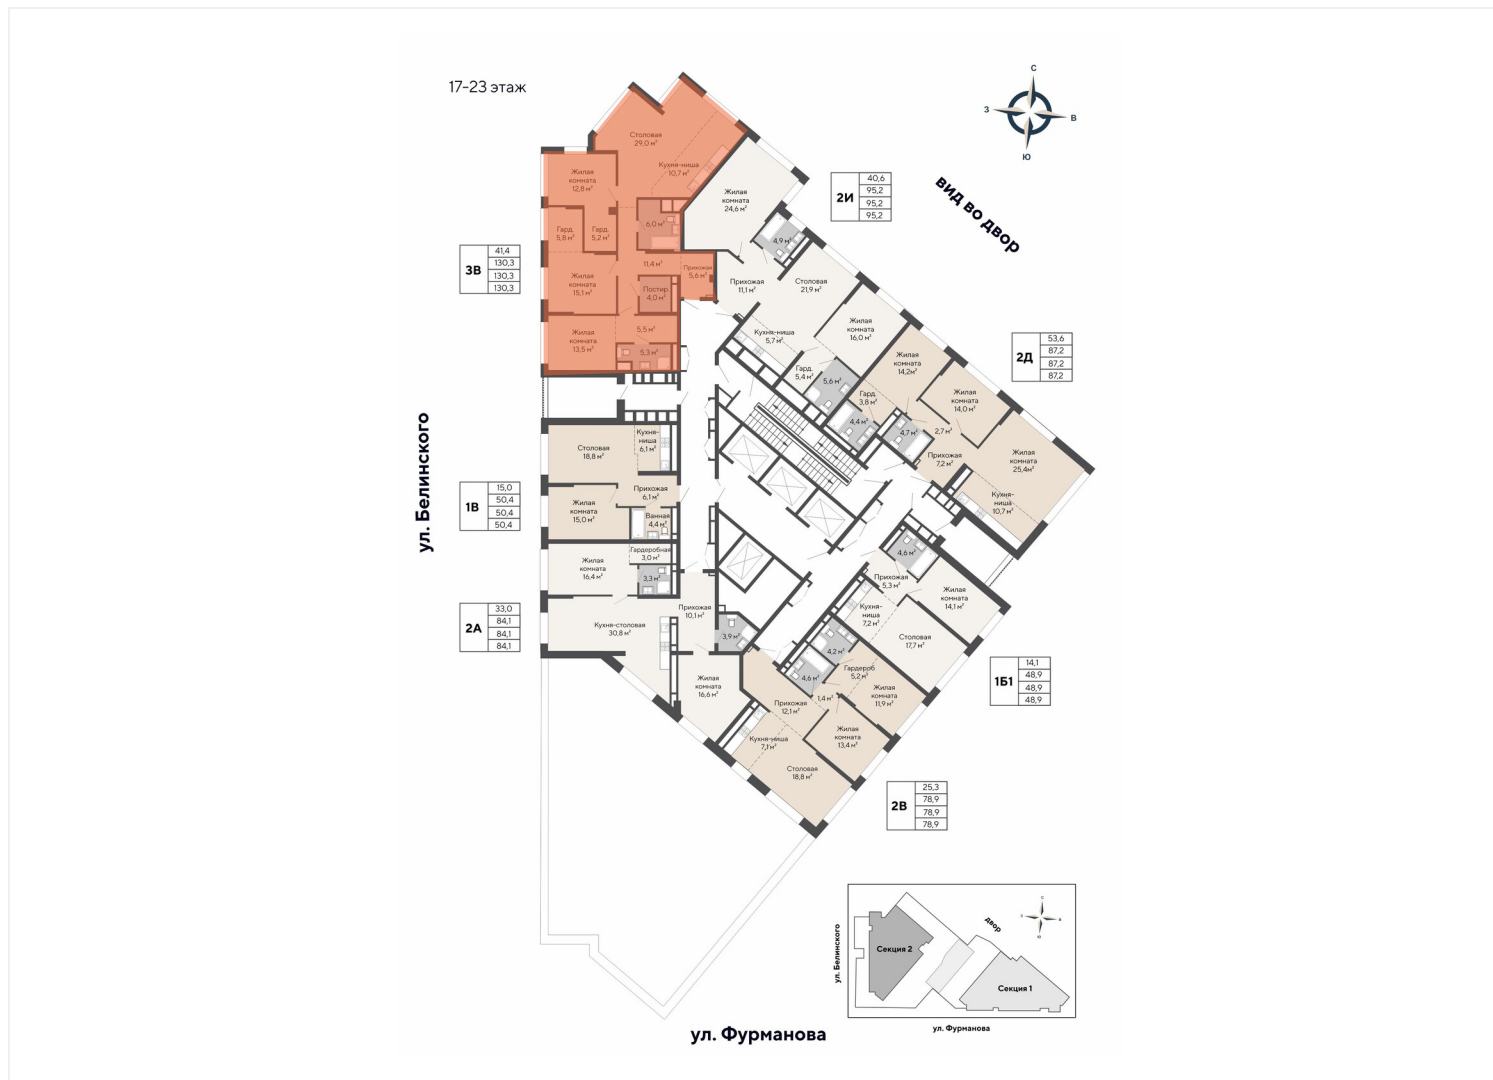 17-23 этаж
С
З
В
Ю
Столовая
29,0 м²
Кухня-ниша
10,7 м²
Жилая
комната
12,8 м²
Гард.
5,8 м²
Гард.
5,2 м²
6,0 м²
11,4 м²
Прихожая
5,6 м²
Жилая
комната
15,1 м²
Постир.
4,0 м²
Жилая
комната
13,5 м²
5,5 м²
5,3 м²
3В
41,4
130,3
130,3
130,3
2И
40,6
95,2
95,2
95,2
вид во двор
Жилая
комната
24,6 м²
4,9 м²
Прихожая
11,1 м²
Столовая
21,9 м²
Кухня-ниша
5,7 м²
Жилая
комната
16,0 м²
Гард.
5,4 м²
5,6 м²
2Д
53,6
87,2
87,2
87,2
Жилая
комната
14,2м²
Гард.
3,8 м²
4,4 м²
4,7 м²
2,7 м²
Жилая
комната
14,0 м²
Прихожая
7,2 м²
Жилая
комната
25,4м²
Кухня-
ниша
10,7 м²
ул. Белинского
Столовая
18,8 м²
Кухня-
ниша
6,1 м²
Прихожая
6,1 м²
Жилая
комната
15,0 м²
Ванная
4,4 м²
1В
15,0
50,4
50,4
50,4
Жилая
комната
16,4 м²
Гардеробная
3,0 м²
3,3 м²
Кухня-столовая
30,8 м²
Прихожая
10,1 м²
3,9 м²
Жилая
комната
16,6 м²
2А
33,0
84,1
84,1
84,1
4,6 м²
Прихожая
5,3 м²
Жилая
комната
14,1 м²
Кухня-
ниша
7,2 м²
Столовая
17,7 м²
1Б1
14,1
48,9
48,9
48,9
4,2 м²
4,6 м²
Гардероб
5,2 м²
1,4 м²
Жилая
комната
11,9 м²
Прихожая
12,1 м²
Жилая
комната
13,4 м²
Кухня-ниша
7,1 м²
Столовая
18,8 м²
2В
25,3
78,9
78,9
78,9
ул. Фурманова
ул. Белинского
Секция 2
двор
Секция 1
ул. Фурманова